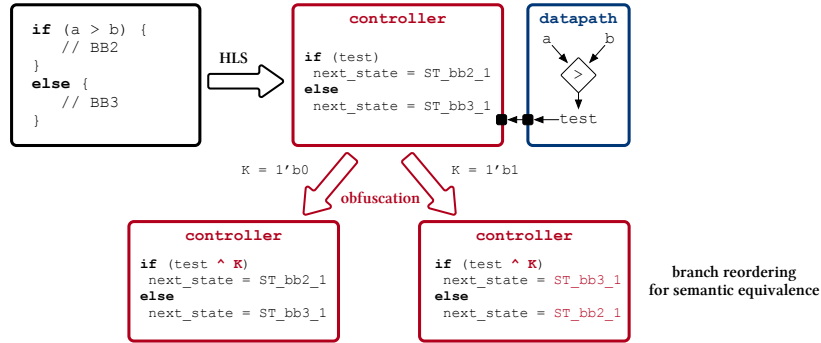 if (a > b) {
// BB2
}
else {
// BB3
}
HLS
controller
if (test)
next_state = ST_bb2_1
else
next_state = ST_bb3_1
datapath
a b
>
test
K = 1'b0
K = 1'b1
obfuscation
controller
if (test ^ K)
next_state = ST_bb2_1
else
next_state = ST_bb3_1
controller
if (test ^ K)
next_state = ST_bb3_1
else
next_state = ST_bb2_1
branch reordering
for semantic equivalence